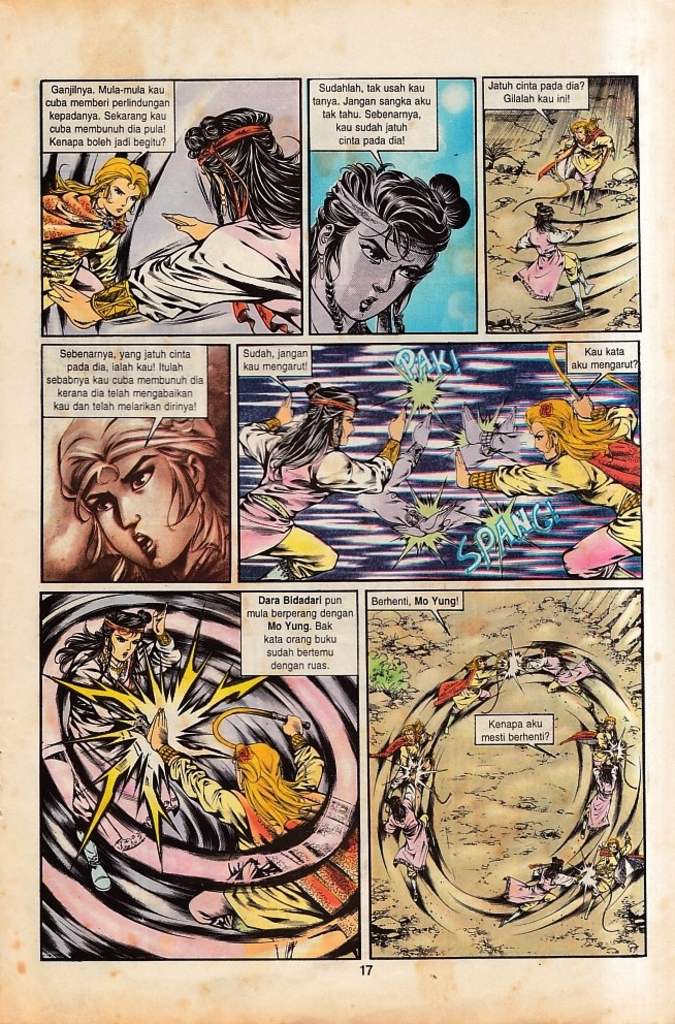 Ganjilnya. Mula-mula kau
cuba memberi perlindungan
kepadanya. Sekarang kau
cuba membunuh dia pula!
Kenapa boleh jadi begitu?
Sudahlah, tak usah kau
tanya. Jangan sangka aku
tak tahu. Sebenarnya,
kau sudah jatuh
cinta pada dia!
Jatuh cinta pada dia?
Gilalah kau ini!
Sebenarnya, yang jatuh cinta
pada dia, ialah kau! Itulah
sebabnya kau cuba membunuh dia
kerana dia telah mengabaikan
kau dan telah melarikan dirinya!
Sudah, jangan
kau mengarut!
PAK!
Kau kata
aku mengarut?
SPANG!
Dara Bidadari pun
mula berperang dengan
Mo Yung. Bak
kata orang buku
sudah bertemu
dengan ruas.
Berhenti, Mo Yung!
Kenapa aku
mesti berhenti?
17